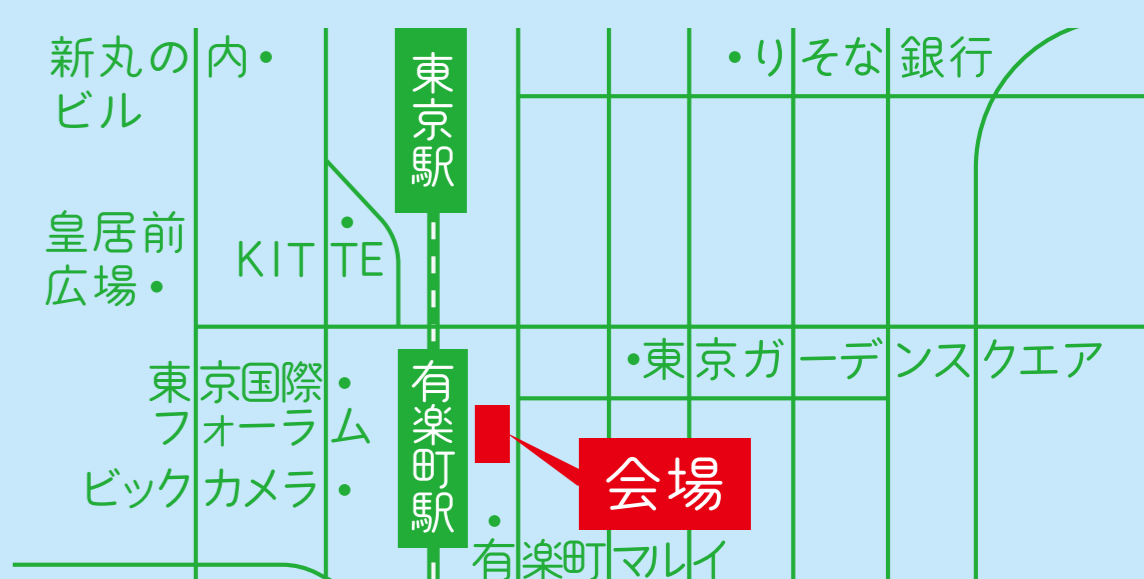 新丸の内
ビル
東京駅
りそな銀行
皇居前
広場
KITTE
東京国際
フォーラム
ビックカメラ
有楽町駅
東京ガーデンスクエア
会場
有楽町マルイ